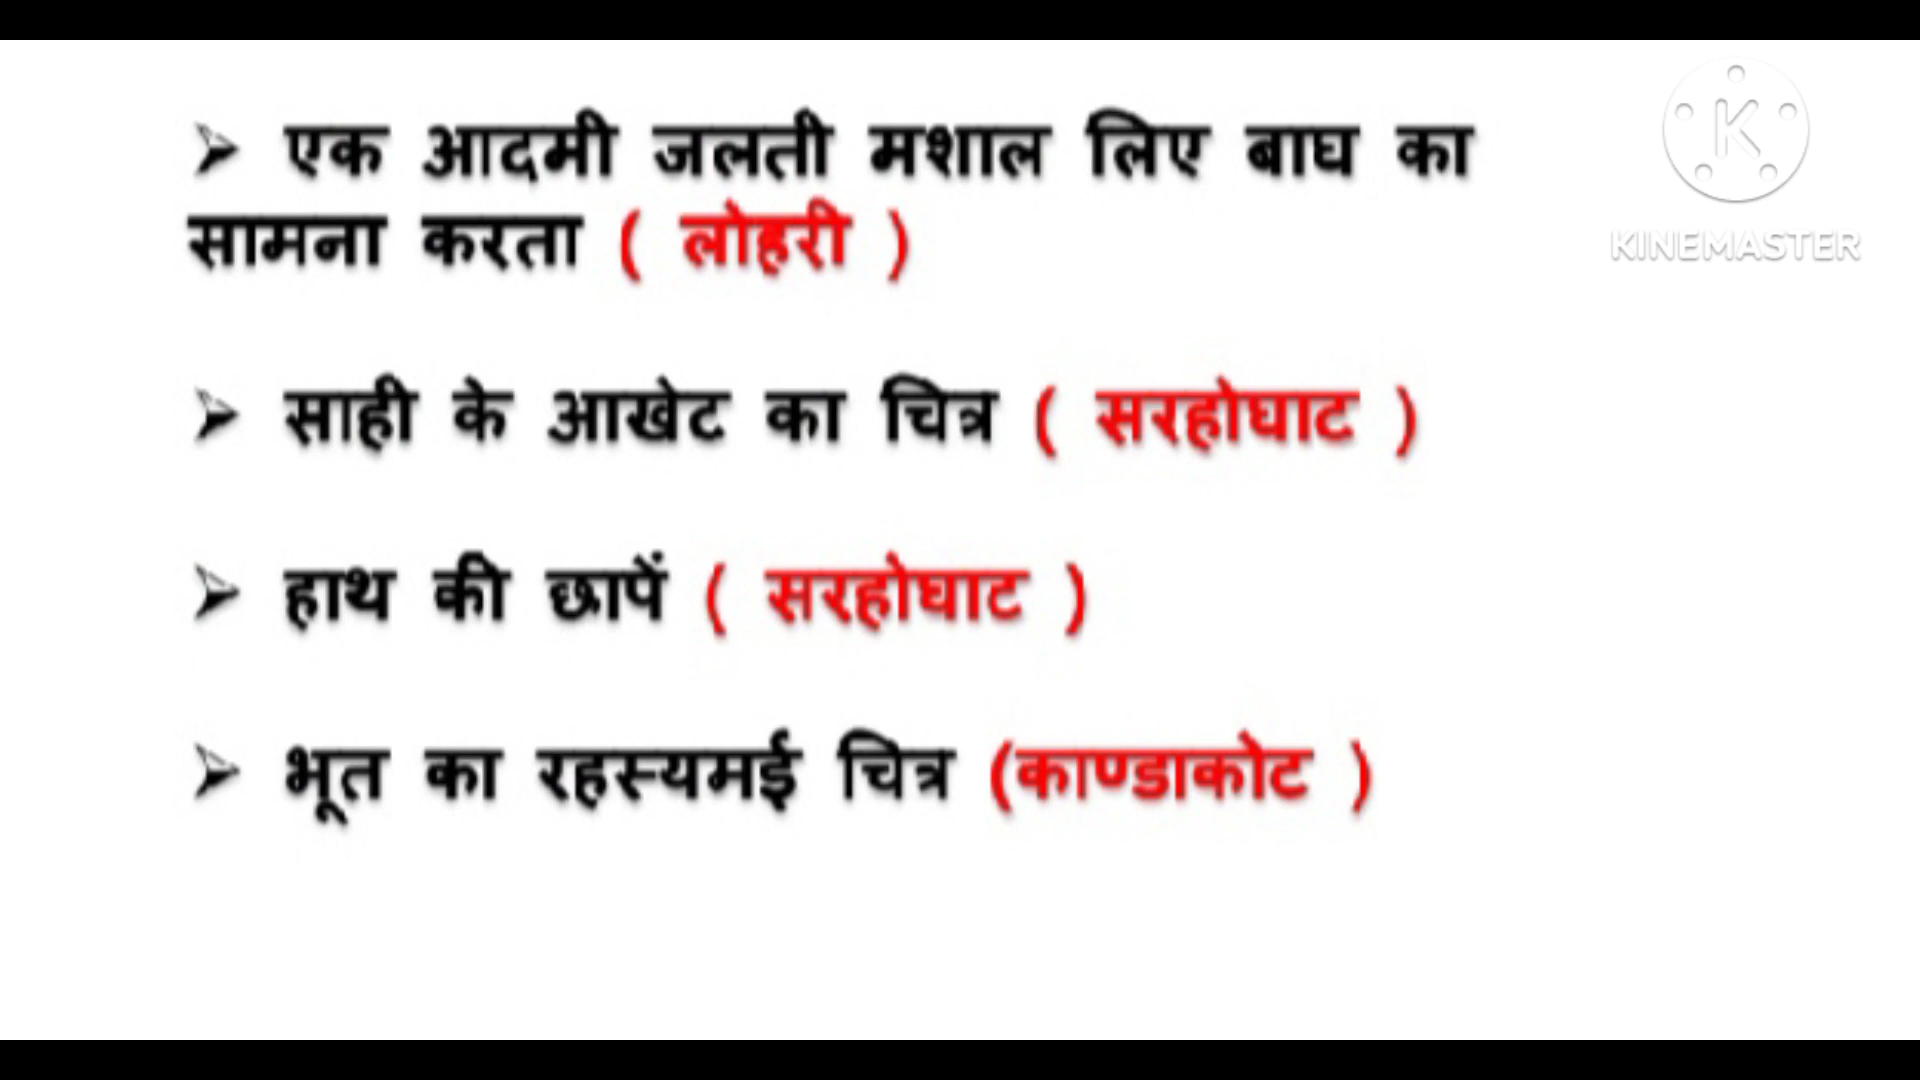 ➢ एक आदमी जलती मशाल लिए बाघ का
सामना करता ( लोहरी )
➢ साही के आखेट का चित्र ( सरहोघाट )
➢ हाथ की छापें ( सरहोघाट )
➢ भूत का रहस्यमई चित्र (काण्डाकोट )
KINEMASTER